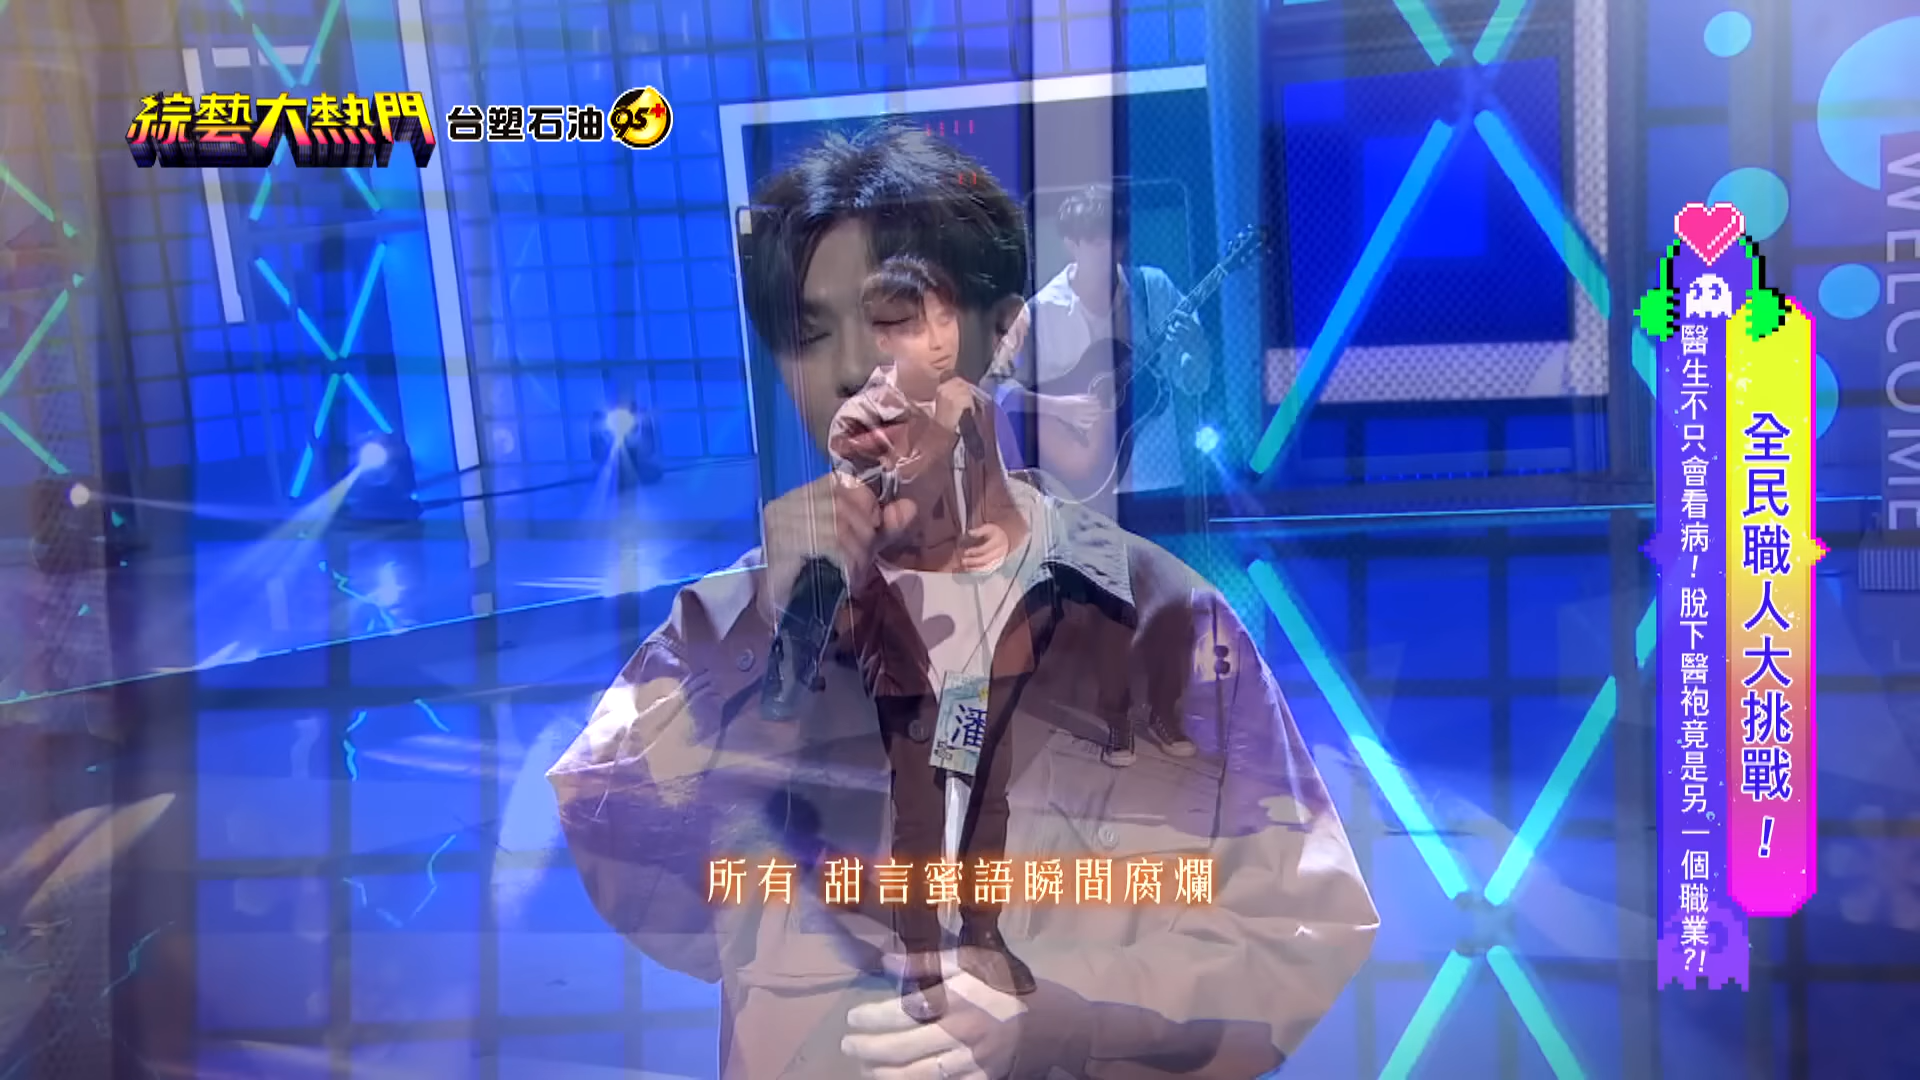 綜藝大熱門
台塑石油 95+
全民職人大挑戰！
醫生不只會看病！脫下醫袍竟是另一個職業?!
WELCOME
潘
所有 甜言蜜語瞬間腐爛